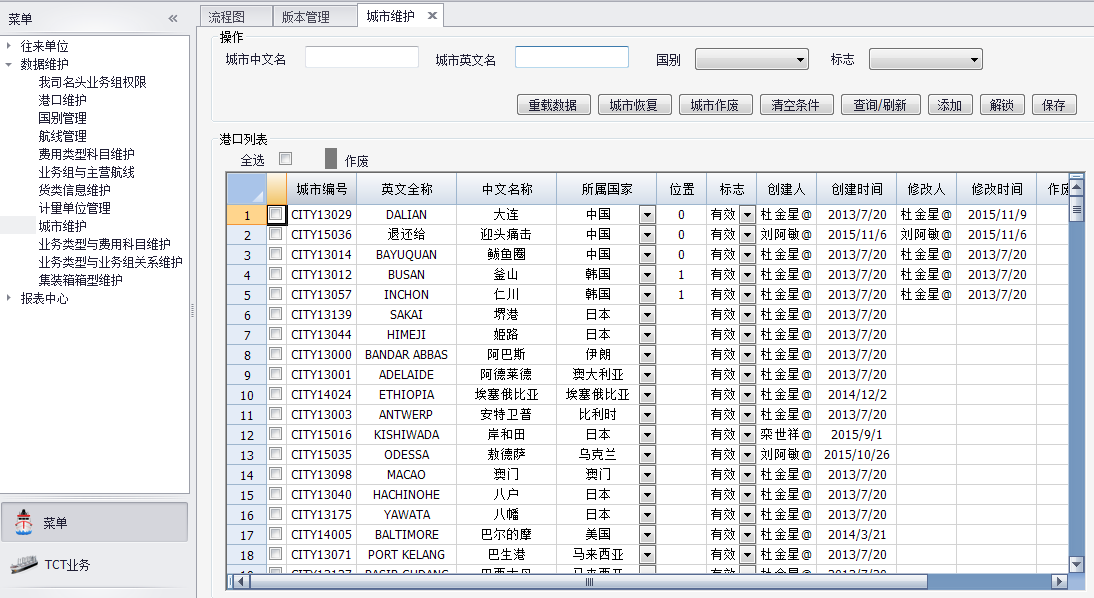 菜单 «
往来单位
数据维护
我司名头业务组权限
港口维护
国别管理
航线管理
费用类型科目维护
业务组与主营航线
货类信息维护
计量单位管理
城市维护
业务类型与费用科目维护
业务类型与业务组关系维护
集装箱箱型维护
报表中心
菜单
TCT业务
流程图 版本管理 城市维护
操作
城市中文名 城市英文名 国别 标志
重载数据 城市恢复 城市作废 清空条件 查询/刷新 添加 解锁 保存
港口列表
全选 作废
城市编号 英文全称 中文名称 所属国家 位置 标志 创建人 创建时间 修改人 修改时间
1 CITY13029 DALIAN 大连 中国 0 有效 杜金星@ 2013/7/20 杜金星@ 2015/11/9
2 CITY15036 退还给 迎头痛击 中国 0 有效 刘阿敏@ 2015/11/6 刘阿敏@ 2015/11/6
3 CITY13014 BAYUQUAN 鲅鱼圈 中国 0 有效 杜金星@ 2013/7/20 杜金星@ 2013/7/20
4 CITY13012 BUSAN 釜山 韩国 1 有效 杜金星@ 2013/7/20 杜金星@ 2013/7/20
5 CITY13057 INCHON 仁川 韩国 1 有效 杜金星@ 2013/7/20 杜金星@ 2013/7/20
6 CITY13139 SAKAI 堺港 日本 有效 杜金星@ 2013/7/20
7 CITY13044 HIMEJI 姬路 日本 有效 杜金星@ 2013/7/20
8 CITY13000 BANDAR ABBAS 阿巴斯 伊朗 有效 杜金星@ 2013/7/20
9 CITY13001 ADELAIDE 阿德莱德 澳大利亚 有效 杜金星@ 2013/7/20
10 CITY14024 ETHIOPIA 埃塞俄比亚 埃塞俄比亚 有效 杜金星@ 2014/12/2
11 CITY13003 ANTWERP 安特卫普 比利时 有效 杜金星@ 2013/7/20
12 CITY15016 KISHIWADA 岸和田 日本 有效 栾世祥@ 2015/9/1
13 CITY15035 ODESSA 敖德萨 乌克兰 有效 刘阿敏@ 2015/10/26
14 CITY13098 MACAO 澳门 澳门 有效 杜金星@ 2013/7/20
15 CITY13040 HACHINOHE 八户 日本 有效 杜金星@ 2013/7/20
16 CITY13175 YAWATA 八幡 日本 有效 杜金星@ 2013/7/20
17 CITY14005 BALTIMORE 巴尔的摩 美国 有效 杜金星@ 2014/3/21
18 CITY13071 PORT KELANG 巴生港 马来西亚 有效 杜金星@ 2013/7/20